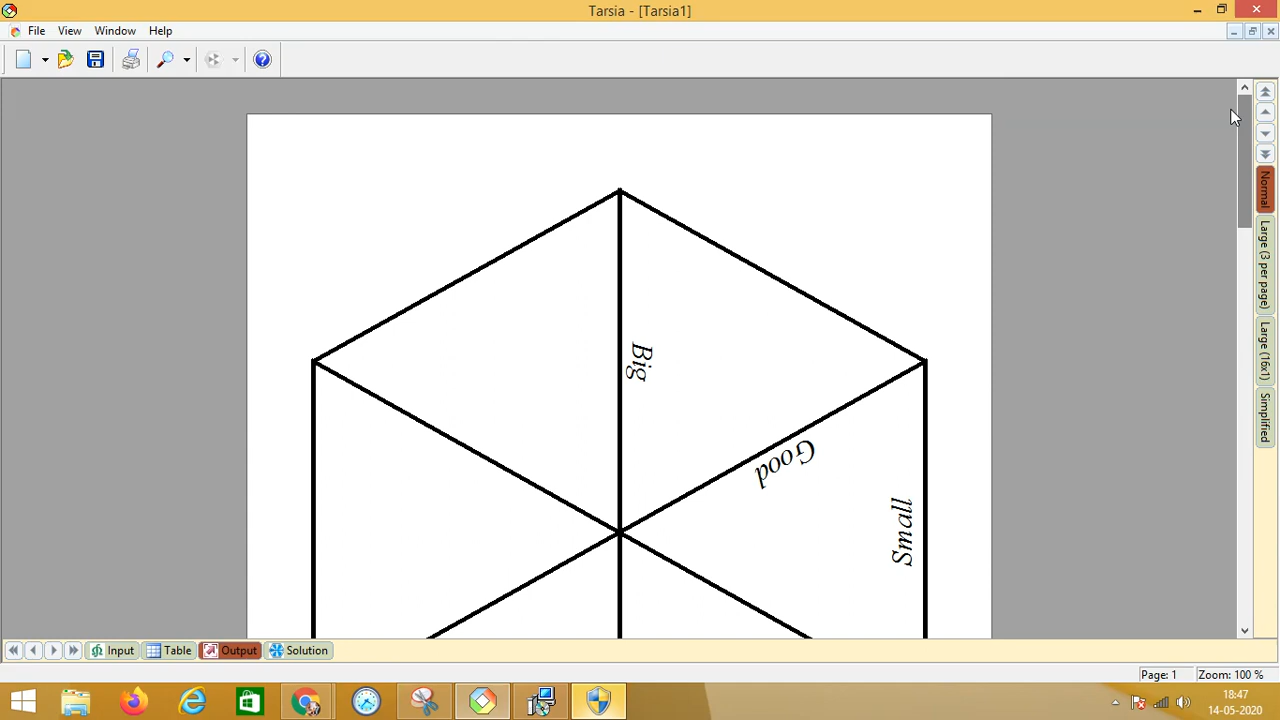 Tarsia - [Tarsia1]
File View Window Help
Big
Good
Small
Normal
Large (3 per page)
Large (16x1)
Simplified
Input Table Output Solution
Page: 1 Zoom: 100 %
18:47
14-05-2020